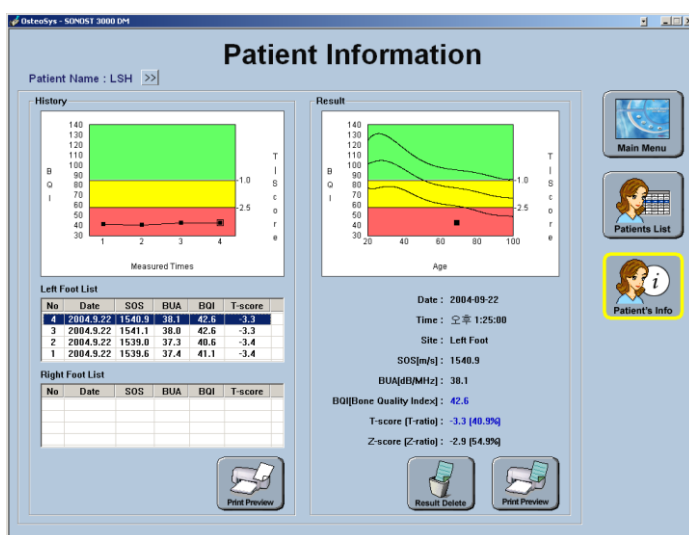 OsteoSys - SONOST 3000 DM
Patient Information
Patient Name : LSH >>
History
140
130
120
110
100
90
80
70
60
50
40
30
B
Q
I
-1.0
-2.5
T
|
S
c
o
r
e
1 2 3 4
Measured Times
Left Foot List
No Date SOS BUA BQI T-score
4 2004.9.22 1540.9 38.1 42.6 -3.3
3 2004.9.22 1541.1 38.0 42.6 -3.3
2 2004.9.22 1539.0 37.3 40.6 -3.4
1 2004.9.22 1539.6 37.4 41.1 -3.4
Right Foot List
No Date SOS BUA BQI T-score
Print Preview
Result
140
130
120
110
100
90
80
70
60
50
40
30
B
Q
I
-1.0
-2.5
T
|
S
c
o
r
e
20 40 60 80 100
Age
Date : 2004-09-22
Time : 오후 1:25:00
Site : Left Foot
SOS[m/s] : 1540.9
BUA[dB/MHz] : 38.1
BQI[Bone Quality Index] : 42.6
T-score [T-ratio] : -3.3 [40.9%]
Z-score [Z-ratio] : -2.9 [54.9%]
Result Delete
Print Preview
Main Menu
Patients List
i
Patient's Info